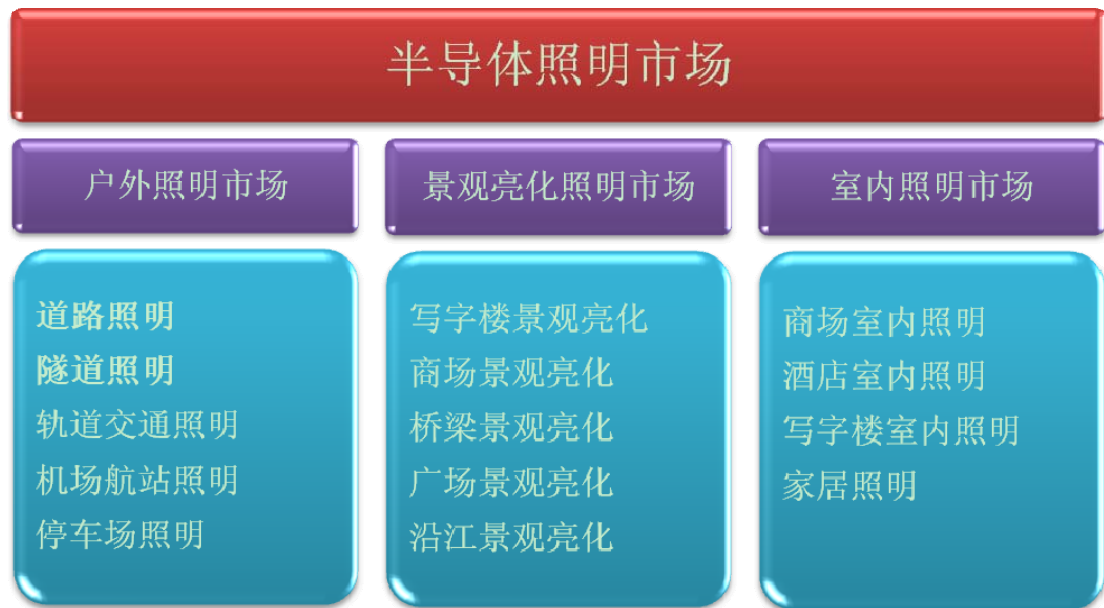 半导体照明市场
户外照明市场
景观亮化照明市场
室内照明市场
道路照明
隧道照明
轨道交通照明
机场航站照明
停车场照明
写字楼景观亮化
商场景观亮化
桥梁景观亮化
广场景观亮化
沿江景观亮化
商场室内照明
酒店室内照明
写字楼室内照明
家居照明